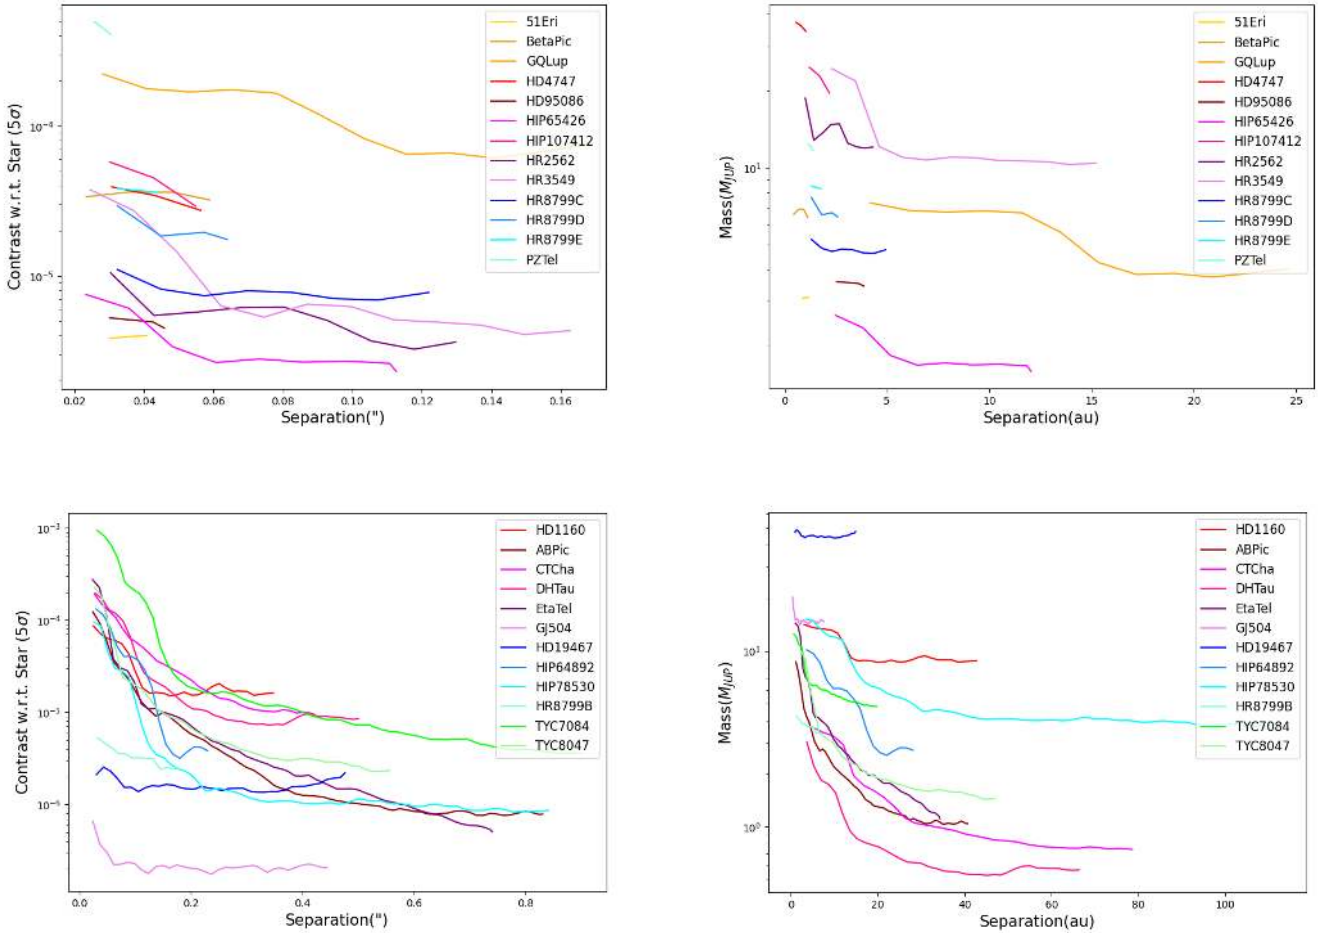 10⁻⁴
10⁻⁵
Contrast w.r.t. Star (5σ)
0.02 0.04 0.06 0.08 0.10 0.12 0.14 0.16
Separation(")
51Eri
BetaPic
GQLup
HD4747
HD95086
HIP65426
HIP107412
HR2562
HR3549
HR8799C
HR8799D
HR8799E
PZTel
10¹
Mass(M_JUP)
0 5 10 15 20 25
Separation(au)
51Eri
BetaPic
GQLup
HD4747
HD95086
HIP65426
HIP107412
HR2562
HR3549
HR8799C
HR8799D
HR8799E
PZTel
10⁻³
10⁻⁴
10⁻⁵
10⁻⁶
Contrast w.r.t. Star (5σ)
0.0 0.2 0.4 0.6 0.8
Separation(")
HD1160
ABPic
CTCha
DHTau
EtaTel
GJ504
HD19467
HIP64892
HIP78530
HR8799B
TYC7084
TYC8047
10¹
10⁰
Mass(M_JUP)
0 20 40 60 80 100
Separation(au)
HD1160
ABPic
CTCha
DHTau
EtaTel
GJ504
HD19467
HIP64892
HIP78530
HR8799B
TYC7084
TYC8047